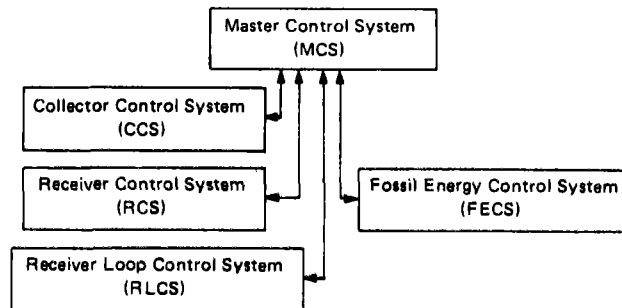 Master Control System
(MCS)
Collector Control System
(CCS)
Receiver Control System
(RCS)
Fossil Energy Control System
(FECS)
Receiver Loop Control System
(RLCS)